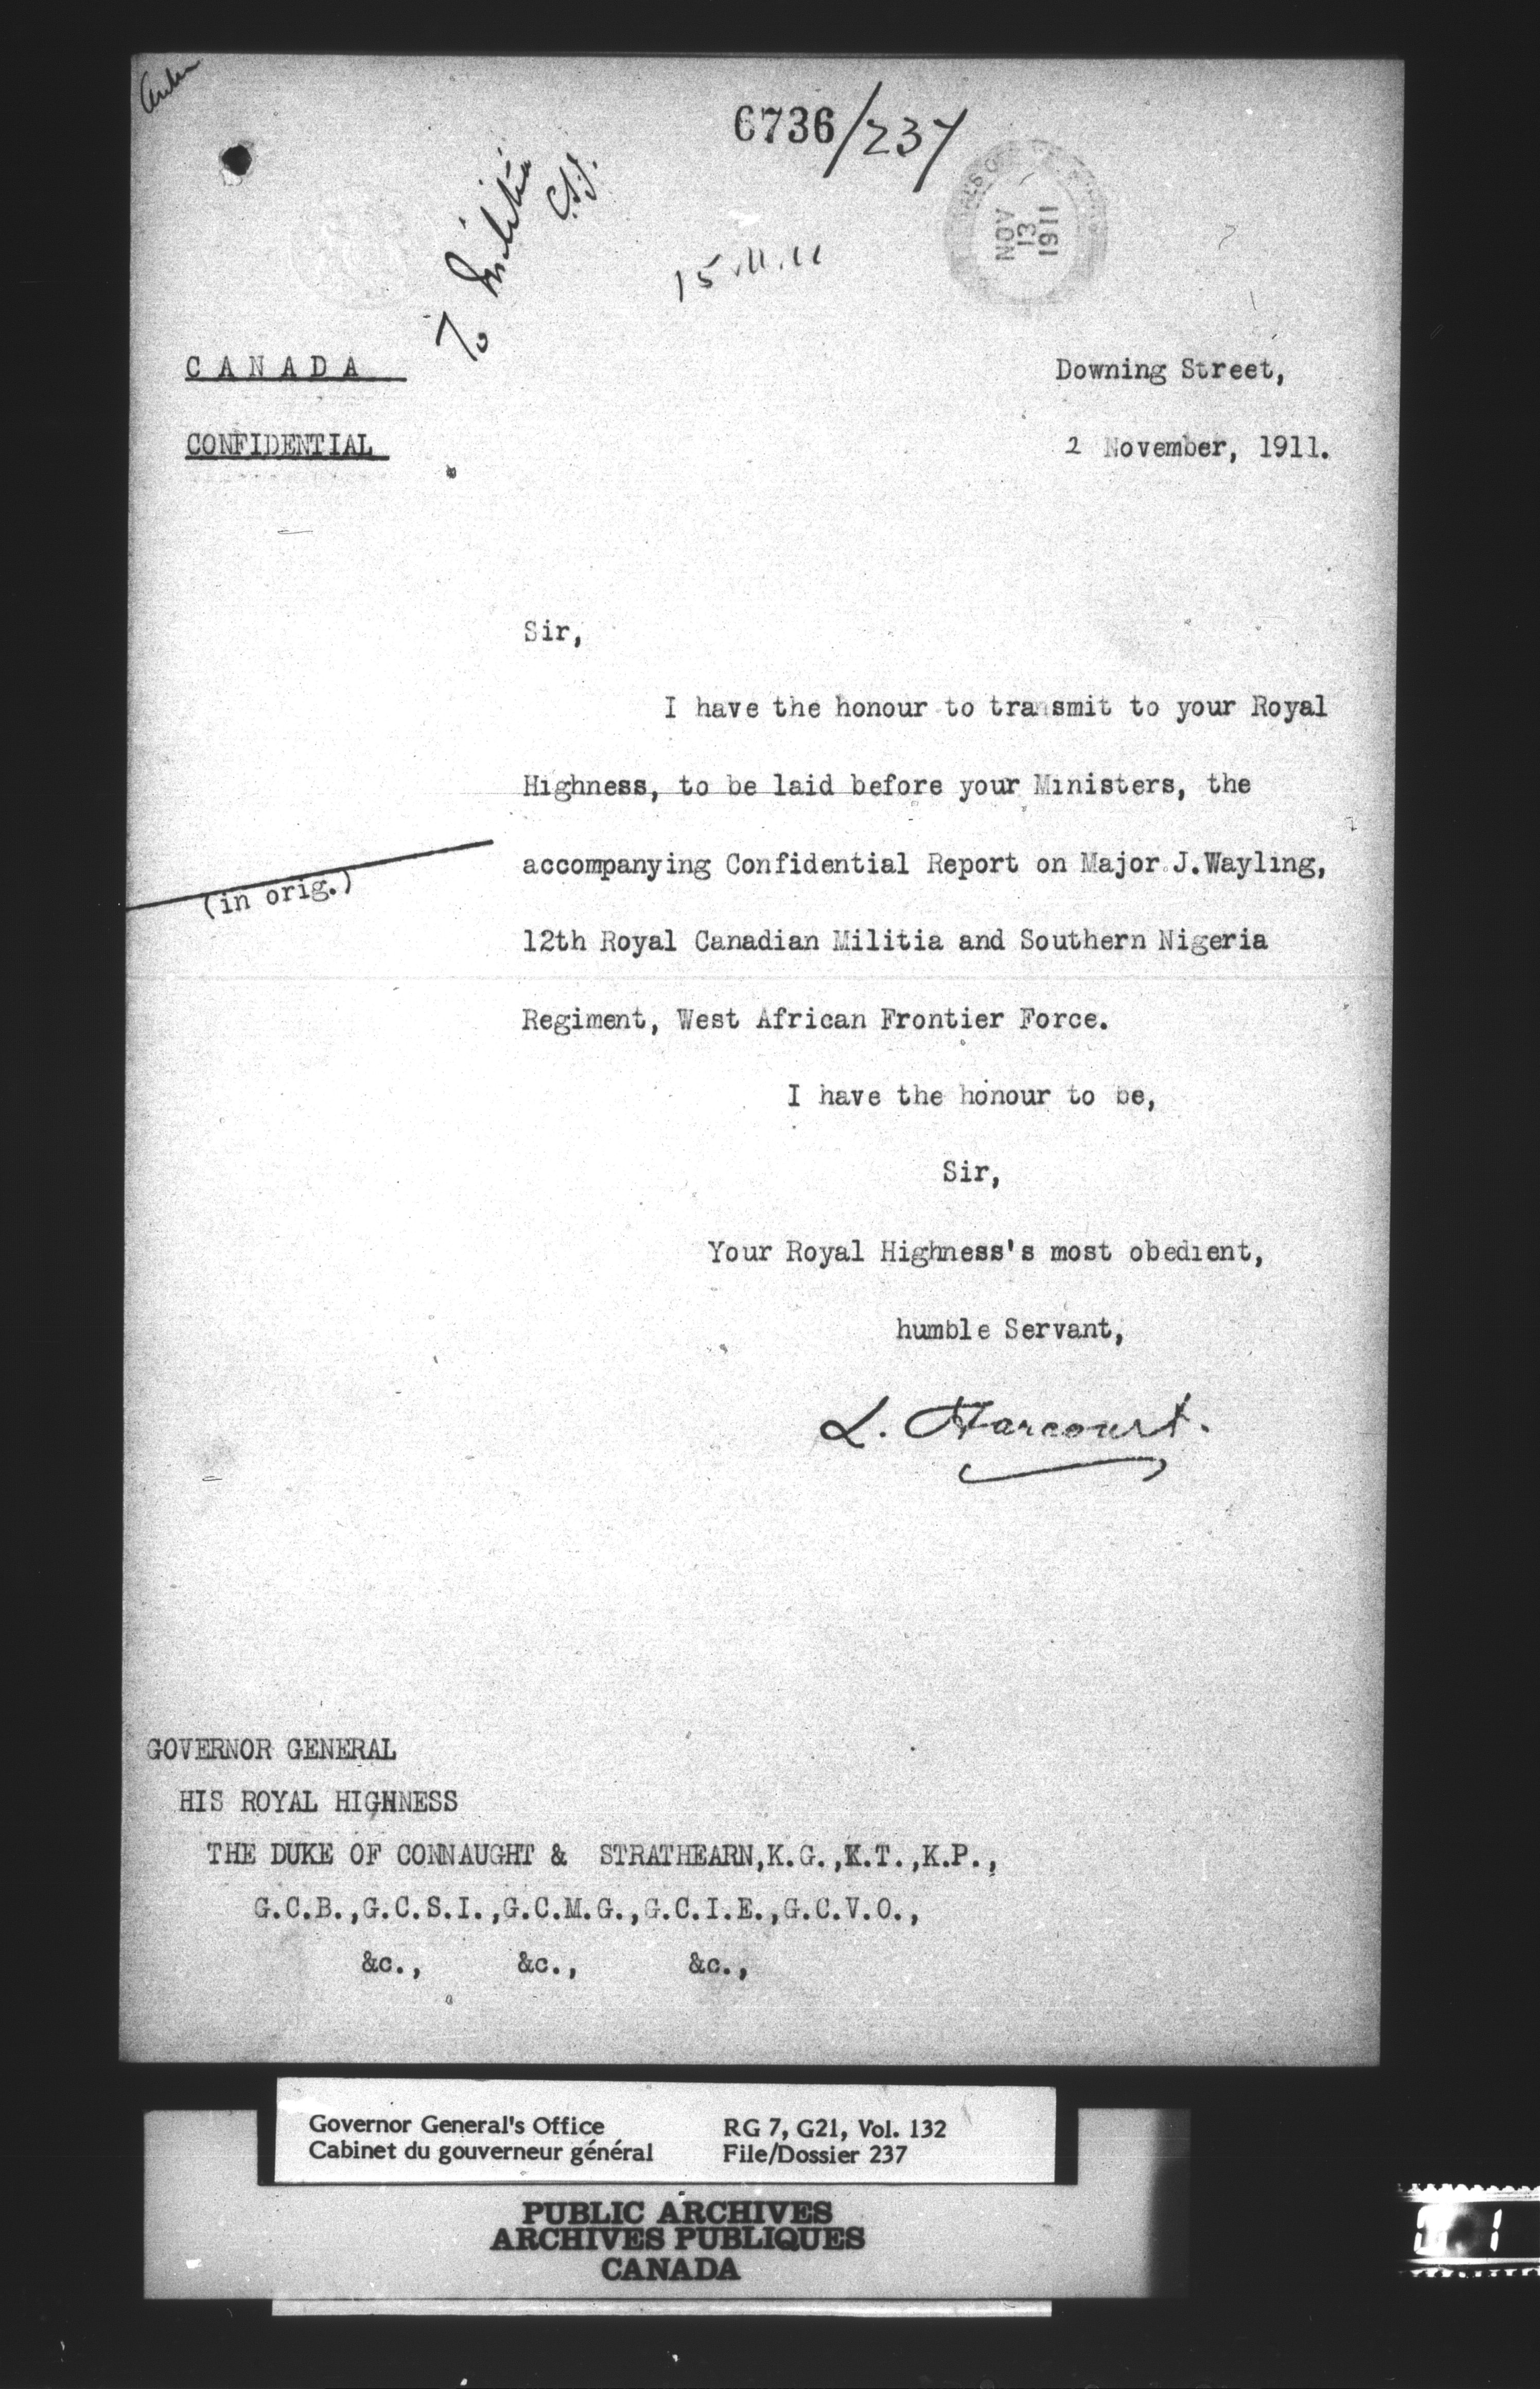 6736/237
To Militia
15.11.11
NOV
13
1911
CANADA
Downing Street,
CONFIDENTIAL
2 November, 1911.
Sir,
I have the honour to transmit to your Royal
Highness, to be laid before your Ministers, the
accompanying Confidential Report on Major J.Wayling,
(in orig.)
12th Royal Canadian Militia and Southern Nigeria
Regiment, West African Frontier Force.
I have the honour to be,
Sir,
Your Royal Highness's most obedient,
humble Servant,
L. Harcourt.
GOVERNOR GENERAL
HIS ROYAL HIGHNESS
THE DUKE OF CONNAUGHT & STRATHEARN,K.G.,K.T.,K.P.,
G.C.B.,G.C.S.I.,G.C.M.G.,G.C.I.E.,G.C.V.O.,
&c., &c., &c.,
Governor General's Office RG 7, G21, Vol. 132
Cabinet du gouverneur général File/Dossier 237
PUBLIC ARCHIVES
ARCHIVES PUBLIQUES
CANADA